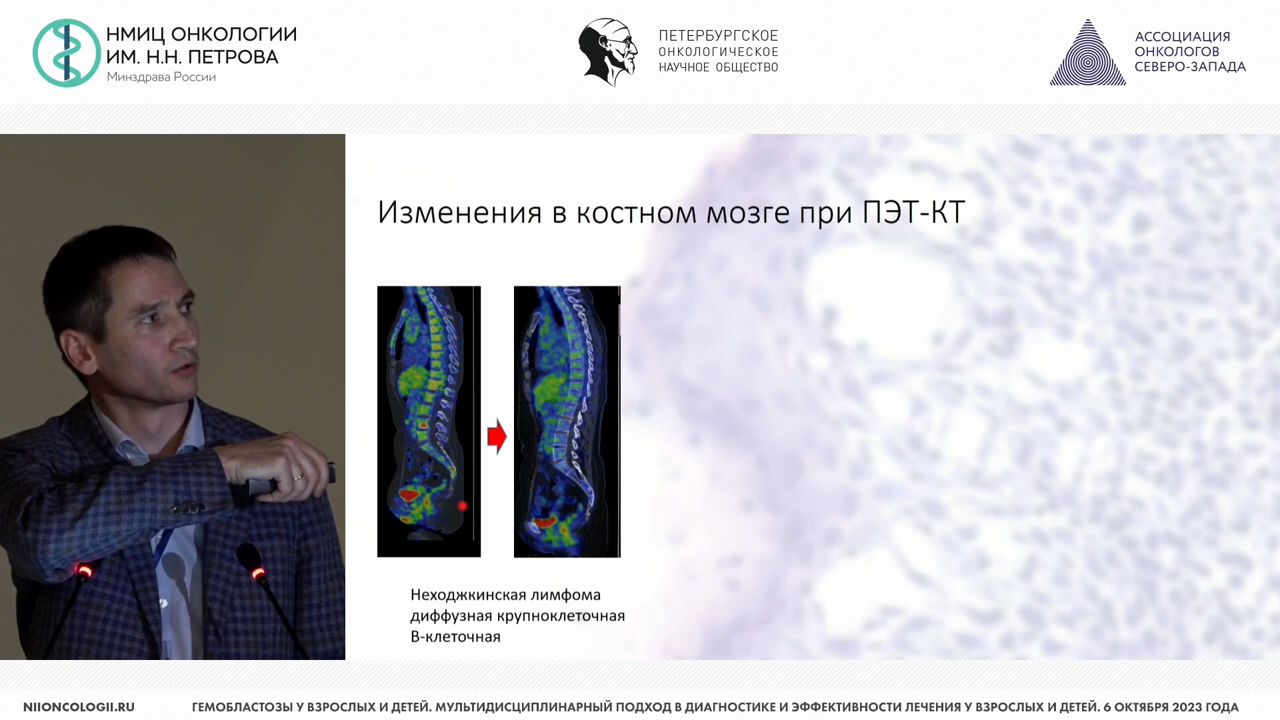 НМИЦ ОНКОЛОГИИ
ИМ. Н.Н. ПЕТРОВА
Минздрава России
ПЕТЕРБУРГСКОЕ
ОНКОЛОГИЧЕСКОЕ
НАУЧНОЕ ОБЩЕСТВО
АССОЦИАЦИЯ
ОНКОЛОГОВ
СЕВЕРО-ЗАПАДА
Изменения в костном мозге при ПЭТ-КТ
Неходжкинская лимфома
диффузная крупноклеточная
В-клеточная
NIIONCOLOGII.RU
ГЕМОБЛАСТОЗЫ У ВЗРОСЛЫХ И ДЕТЕЙ. МУЛЬТИДИСЦИПЛИНАРНЫЙ ПОДХОД В ДИАГНОСТИКЕ И ЭФФЕКТИВНОСТИ ЛЕЧЕНИЯ У ВЗРОСЛЫХ И ДЕТЕЙ. 6 ОКТЯБРЯ 2023 ГОДА